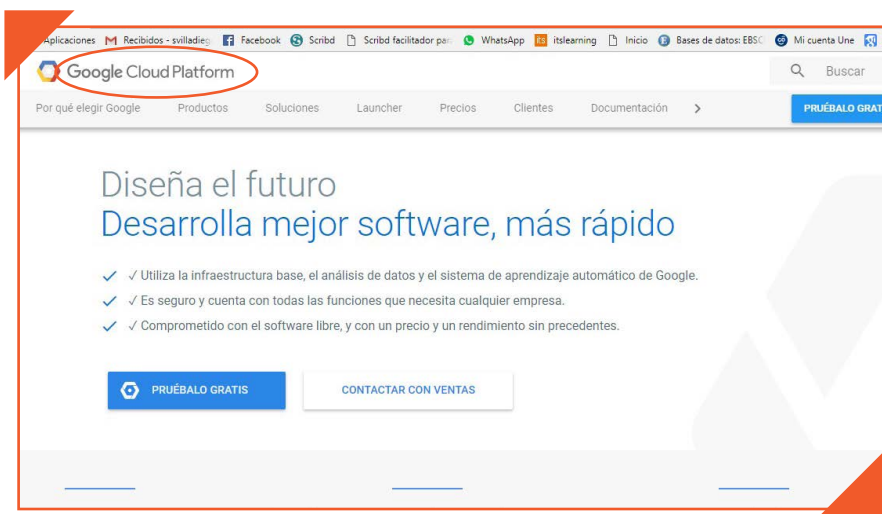 Aplicaciones Recibidos - svilladieg Facebook Scribd Scribd facilitador par WhatsApp its itslearning Inicio Bases de datos: EBSC Mi cuenta Une
Google Cloud Platform Buscar
Por qué elegir Google Productos Soluciones Launcher Precios Clientes Documentación > PRUÉBALO GRAT
Diseña el futuro
Desarrolla mejor software, más rápido
✓ ✓ Utiliza la infraestructura base, el análisis de datos y el sistema de aprendizaje automático de Google.
✓ ✓ Es seguro y cuenta con todas las funciones que necesita cualquier empresa.
✓ ✓ Comprometido con el software libre, y con un precio y un rendimiento sin precedentes.
PRUÉBALO GRATIS CONTACTAR CON VENTAS